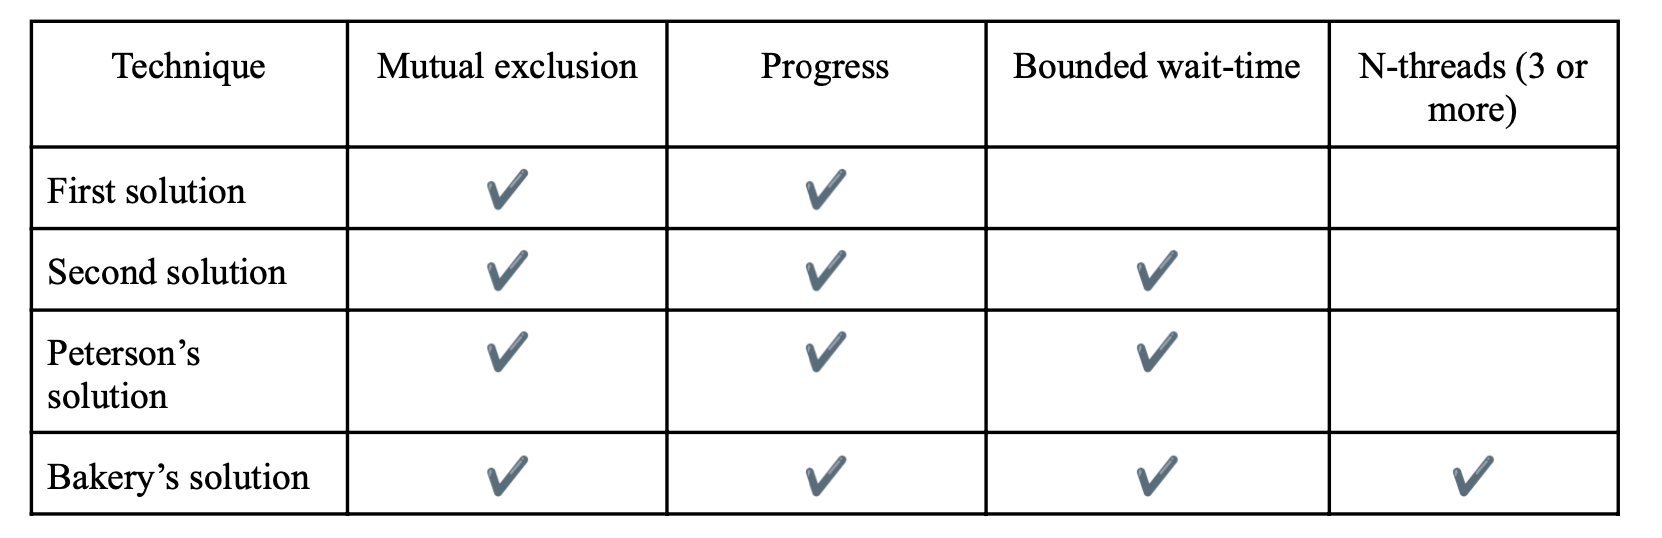 Technique Mutual exclusion Progress Bounded wait-time N-threads (3 or
more)
First solution ✔ ✔
Second solution ✔ ✔ ✔
Peterson’s ✔ ✔ ✔
solution
Bakery’s solution ✔ ✔ ✔ ✔